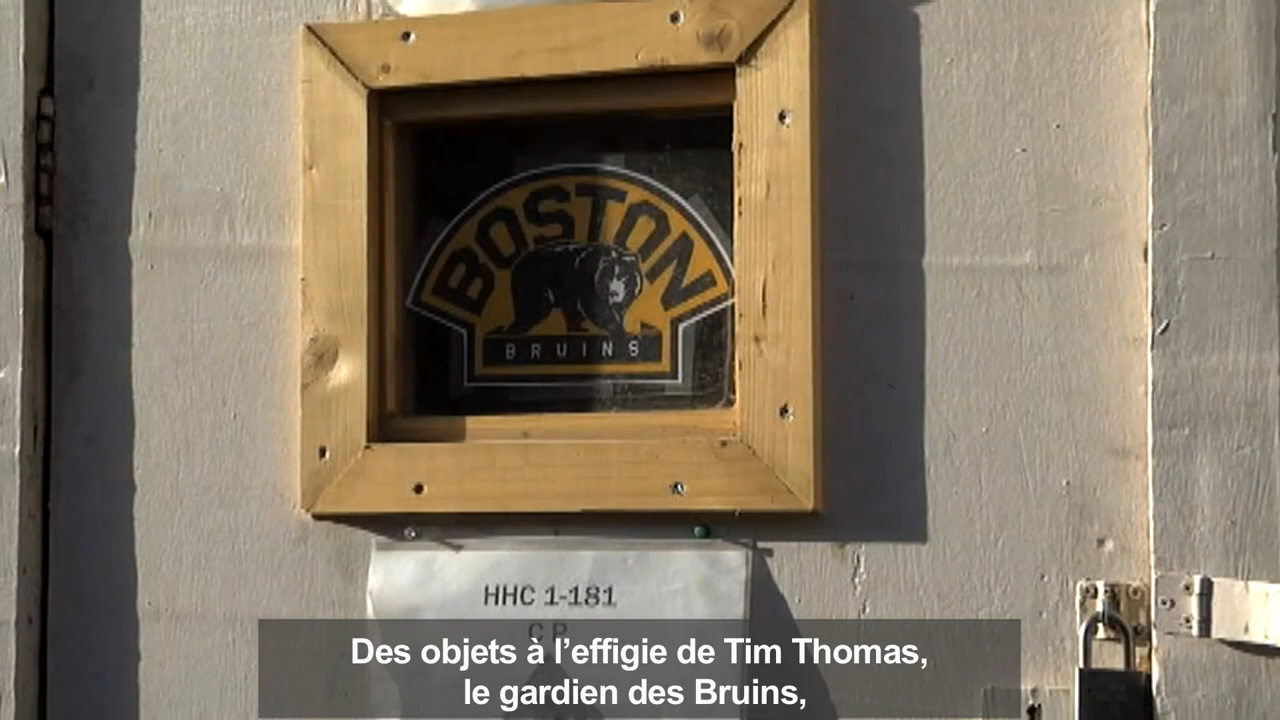 BOSTON
BRUINS
HHC 1-181
C P
Des objets à l’effigie de Tim Thomas,
le gardien des Bruins,